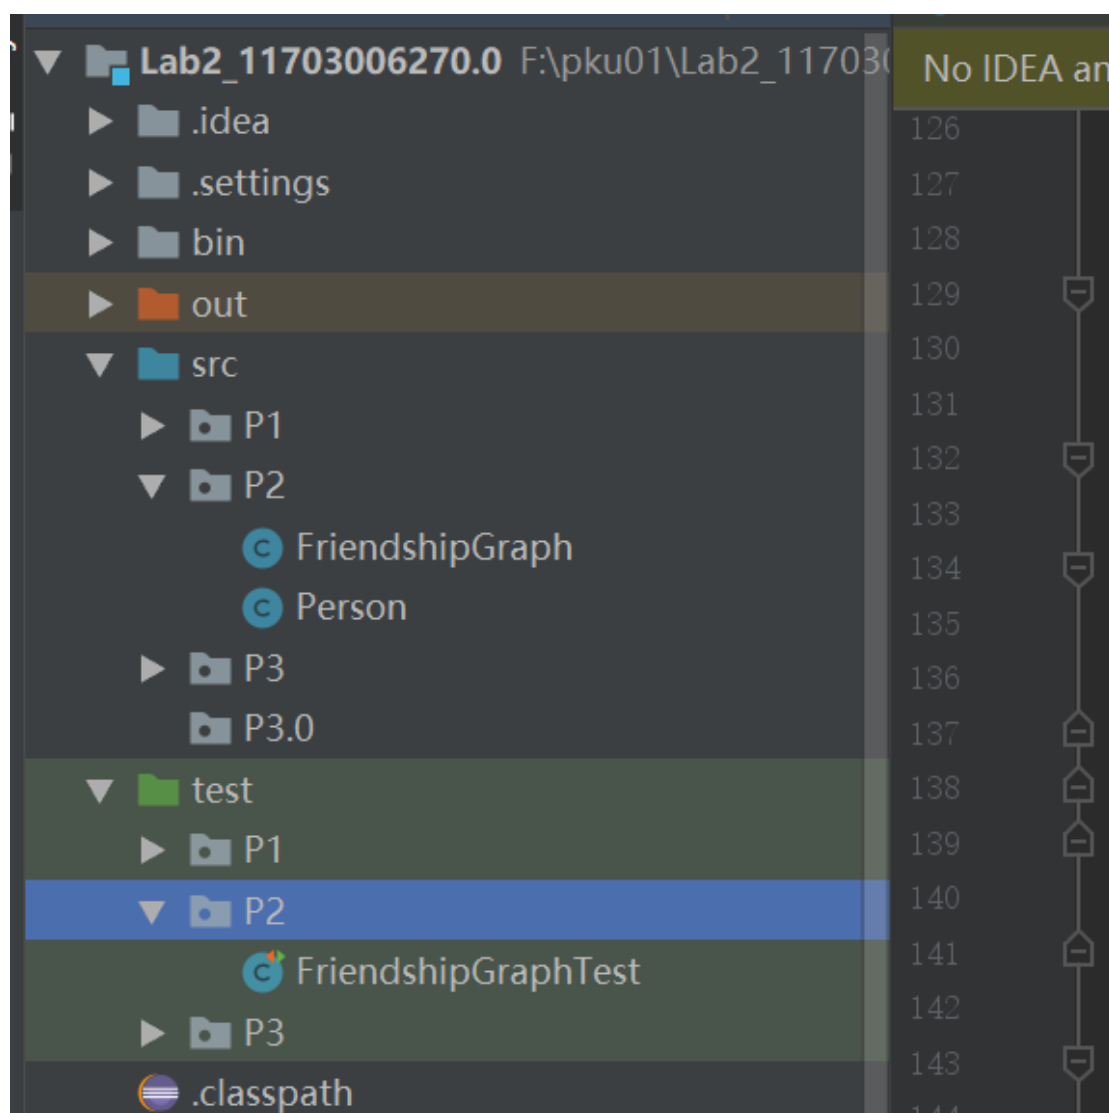 Lab2_11703006270.0 F:\pku01\Lab2_11703
No IDEA an
.idea
.settings
bin
out
src
P1
P2
FriendshipGraph
Person
P3
P3.0
test
P1
P2
FriendshipGraphTest
P3
.classpath
126
127
128
129
130
131
132
133
134
135
136
137
138
139
140
141
142
143